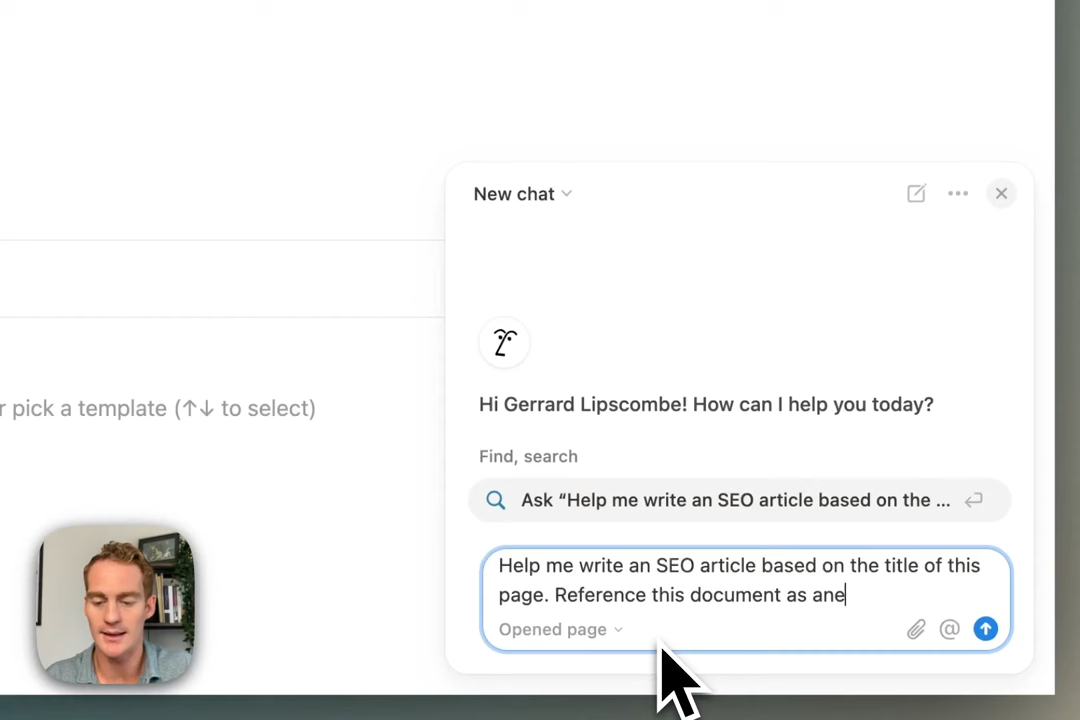 New chat
r pick a template (↑↓ to select)
Hi Gerrard Lipscombe! How can I help you today?
Find, search
Ask “Help me write an SEO article based on the ...
Help me write an SEO article based on the title of this
page. Reference this document as ane
Opened page